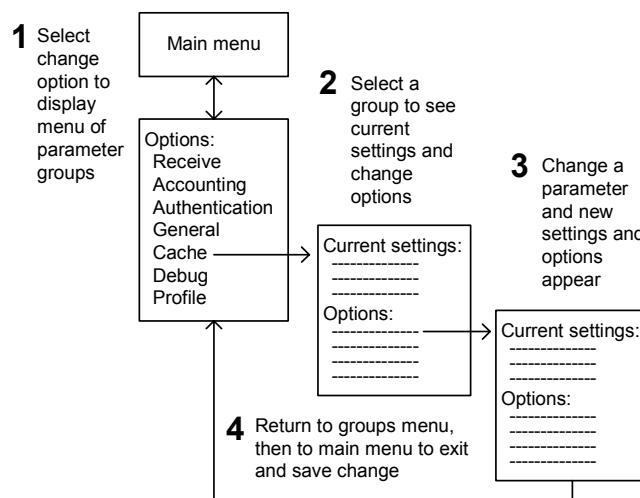 1 Select
change
option to
display
menu of
parameter
groups
Main menu
Options:
Receive
Accounting
Authentication
General
Cache
Debug
Profile
2 Select a
group to see
current
settings and
change
options
Current settings:
---------------
---------------
---------------
Options:
---------------
---------------
---------------
---------------
3 Change a
parameter
and new
settings and
options
appear
Current settings:
---------------
---------------
---------------
Options:
---------------
---------------
---------------
---------------
4 Return to groups menu,
then to main menu to exit
and save change